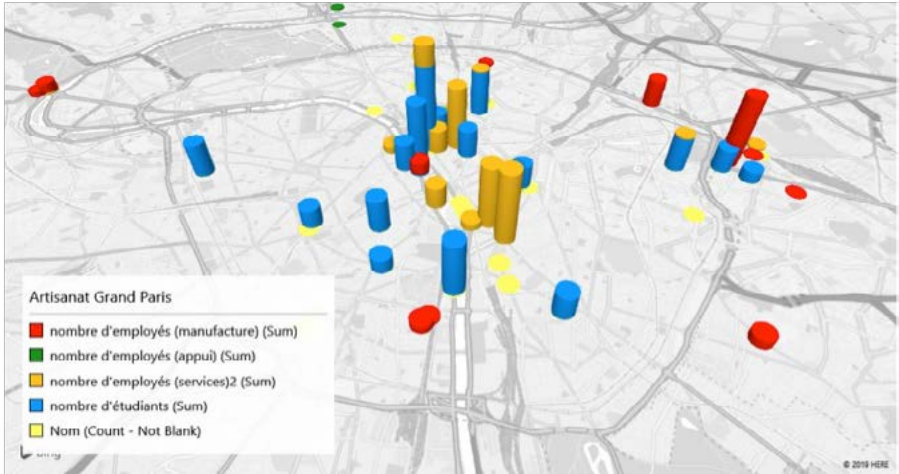 Artisanat Grand Paris
nombre d'employés (manufacture) (Sum)
nombre d'employés (appui) (Sum)
nombre d'employés (services)2 (Sum)
nombre d'étudiants (Sum)
Nom (Count - Not Blank)
© 2019 HERE